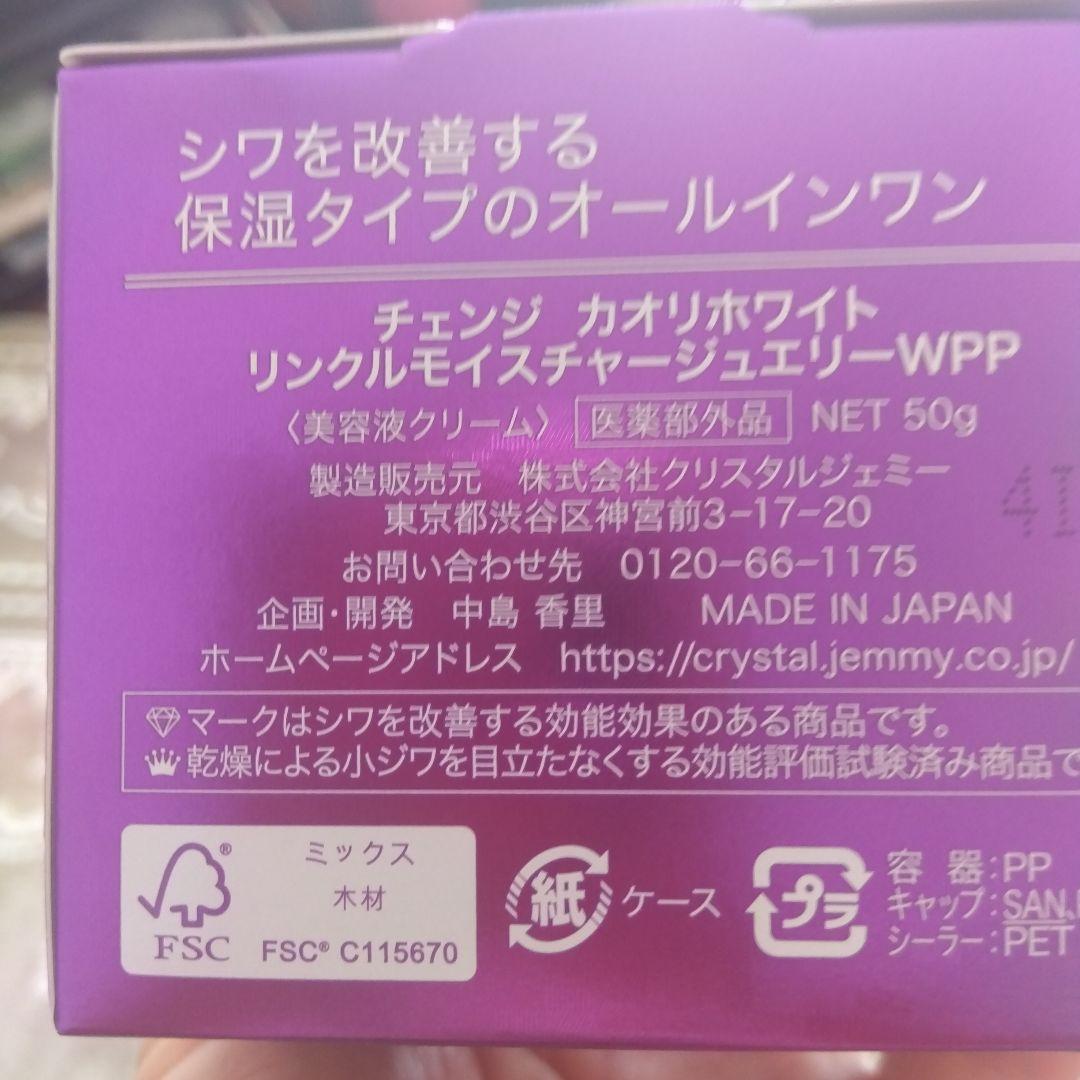 シワを改善する
保湿タイプのオールインワン
チェンジ カオリホワイト
リンクルモイスチャージュエリーWPP
〈美容液クリーム〉 医薬部外品 NET 50g
製造販売元 株式会社クリスタルジェミー
東京都渋谷区神宮前3-17-20
お問い合わせ先 0120-66-1175
企画・開発 中島 香里 MADE IN JAPAN
ホームページアドレス https://crystal.jemmy.co.jp/
マークはシワを改善する効能効果のある商品です。
乾燥による小ジワを目立たなくする効能評価試験済み商品で
FSC®
ミックス
木材
FSC® C115670
紙 ケース
プラ
容 器:PP
キャップ:SAN,
シーラー:PET